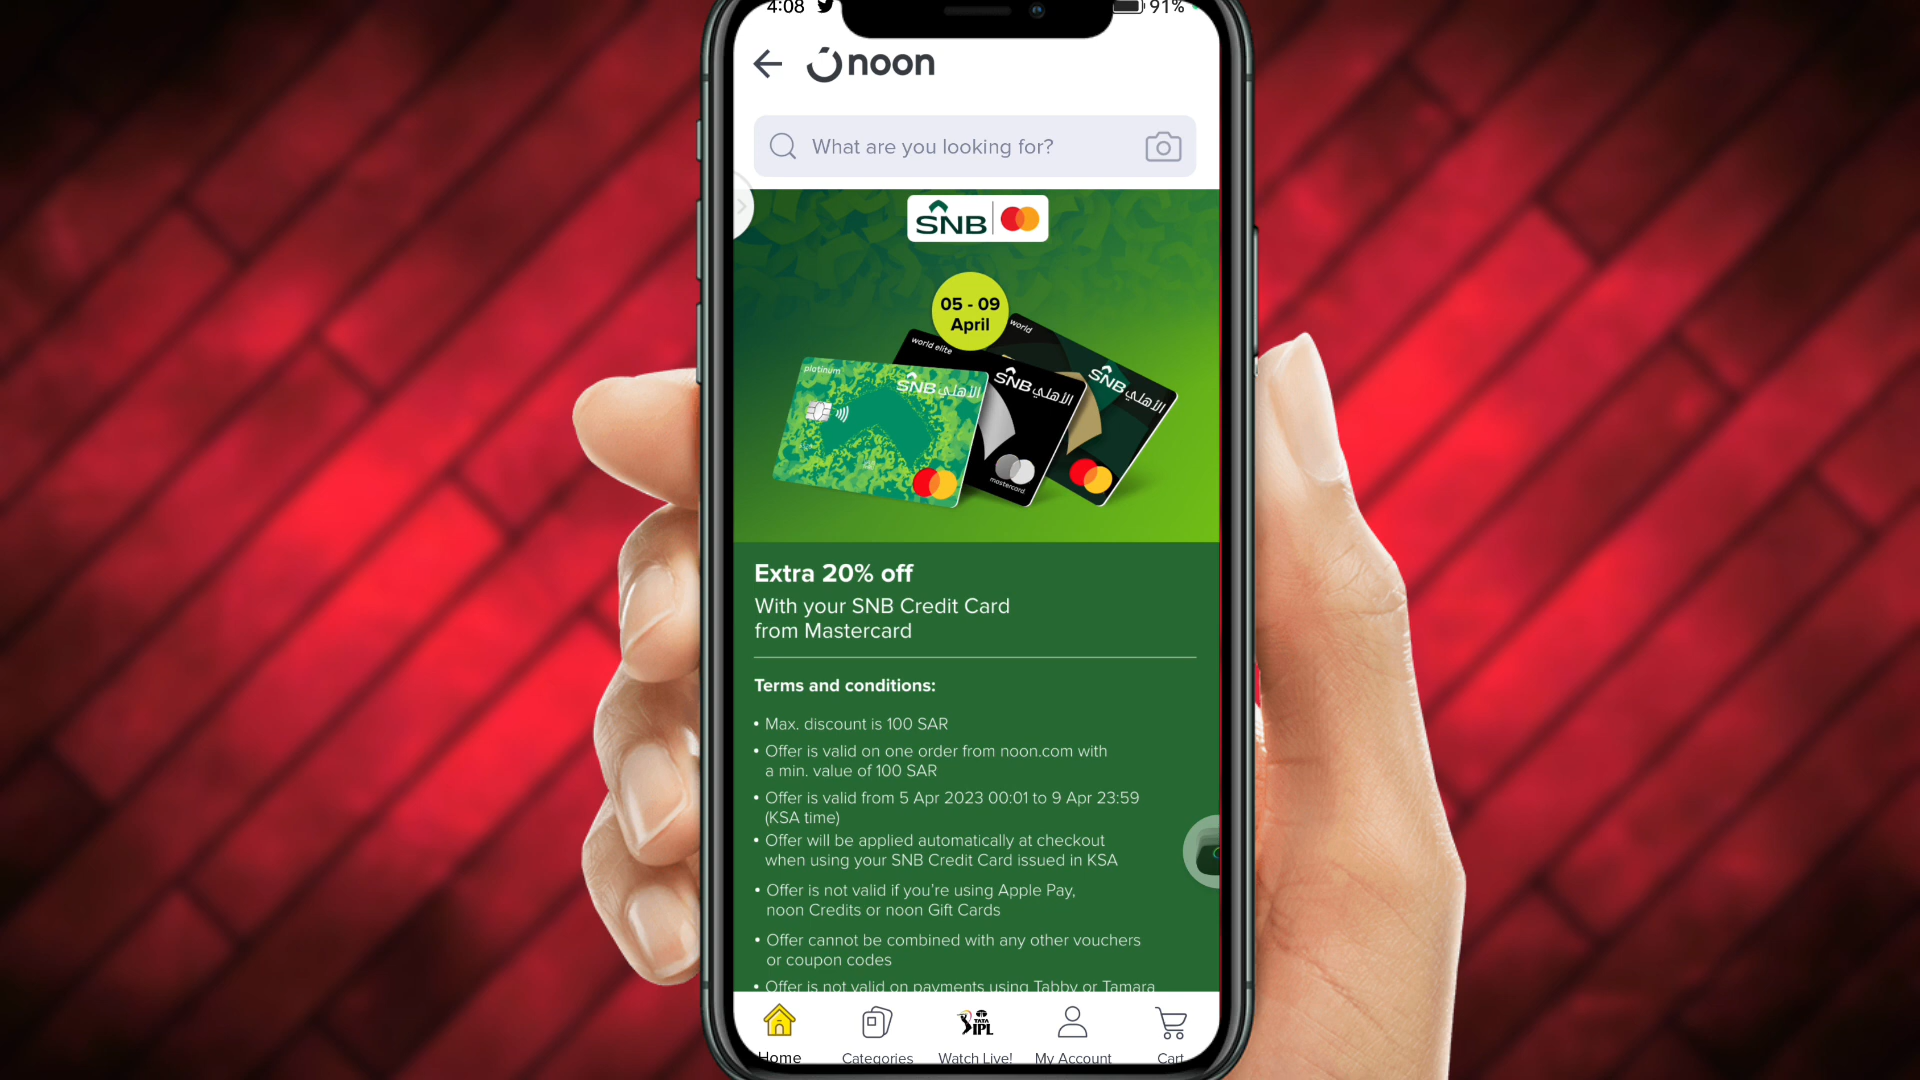 4:08
91%
noon
What are you looking for?
SNB
05 - 09
April
world
world elite
platinum
SNB الأهلي
SNB الأهلي
SNB الأهلي
mastercard
Extra 20% off
With your SNB Credit Card
from Mastercard
Terms and conditions:
• Max. discount is 100 SAR
• Offer is valid on one order from noon.com with
a min. value of 100 SAR
• Offer is valid from 5 Apr 2023 00:01 to 9 Apr 23:59
(KSA time)
• Offer will be applied automatically at checkout
when using your SNB Credit Card issued in KSA
• Offer is not valid if you're using Apple Pay,
noon Credits or noon Gift Cards
• Offer cannot be combined with any other vouchers
or coupon codes
• Offer is not valid on payments using Tabby or Tamara
TATA
IPL
Home
Categories
Watch Live!
My Account
Cart